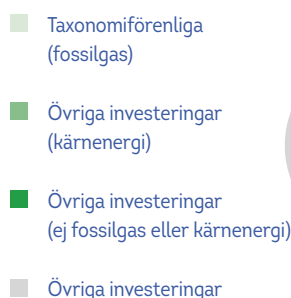 Taxonomiförenliga
(fossilgas)
Övriga investeringar
(kärnenergi)
Övriga investeringar
(ej fossilgas eller kärnenergi)
Övriga investeringar